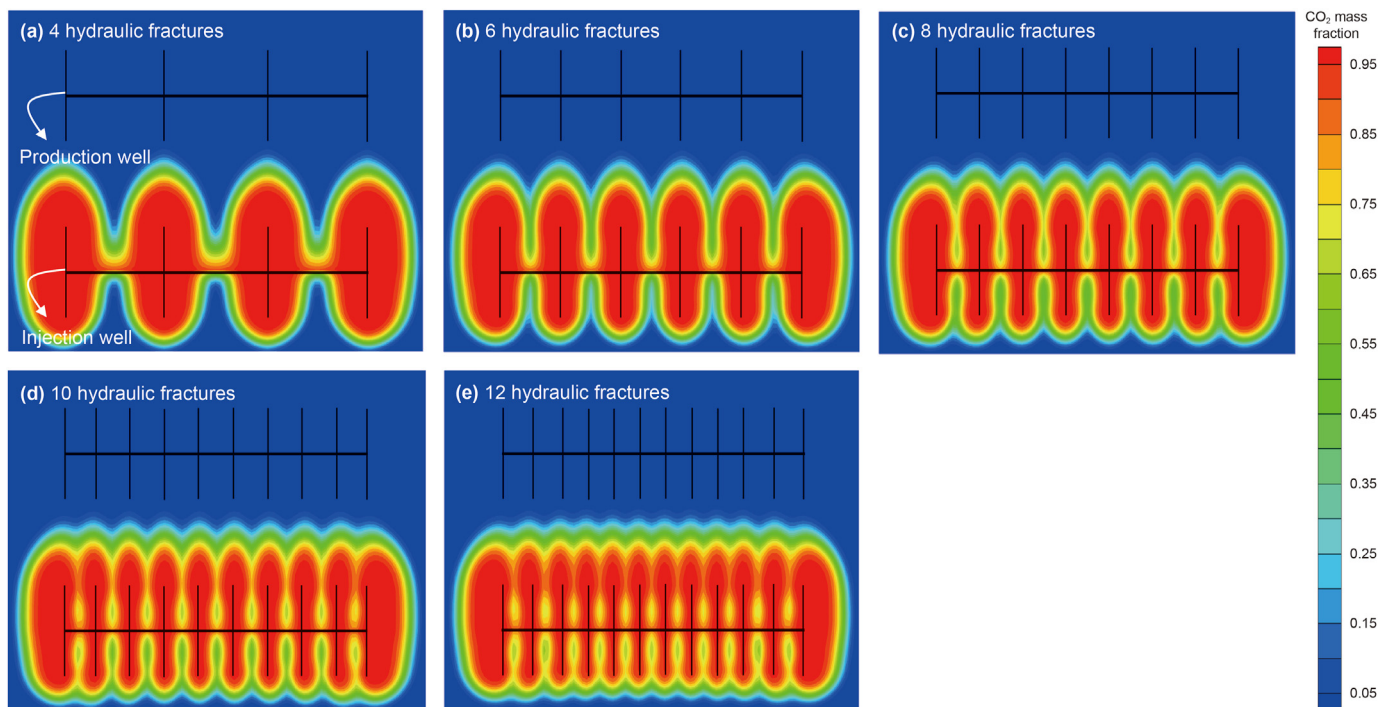 (a) 4 hydraulic fractures
Production well
Injection well
(b) 6 hydraulic fractures
(c) 8 hydraulic fractures
(d) 10 hydraulic fractures
(e) 12 hydraulic fractures
CO₂ mass
fraction
0.95
0.85
0.75
0.65
0.55
0.45
0.35
0.25
0.15
0.05